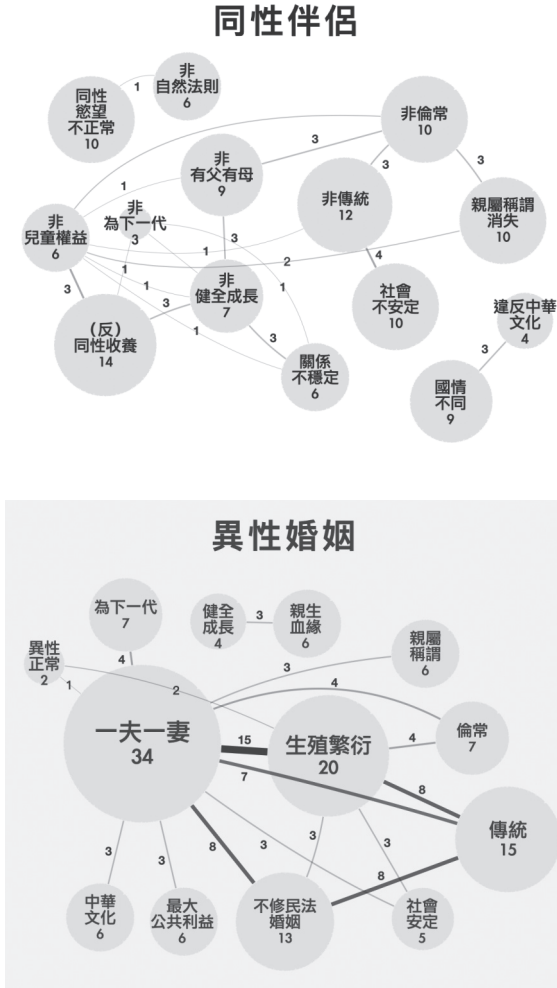 同性伴侶
非
自然法則
6
同性
慾望
不正常
10
1
非倫常
10
非
有父有母
9
3
3
3
非傳統
12
親屬稱謂
消失
10
1
非
為下一代
3
非
兒童權益
6
3
1
2
4
1
1
1
3
3
非
健全成長
7
社會
不安定
10
違反中華
文化
4
(反)
同性收養
14
1
3
3
關係
不穩定
6
國情
不同
9
異性婚姻
為下一代
7
健全
成長
4
3
親生
血緣
6
親屬
稱謂
6
異性
正常
2
4
1
2
3
4
一夫一妻
34
15
7
生殖繁衍
20
4
倫常
7
8
傳統
15
3
3
8
3
3
3
8
中華
文化
6
最大
公共利益
6
不修民法
婚姻
13
社會
安定
5